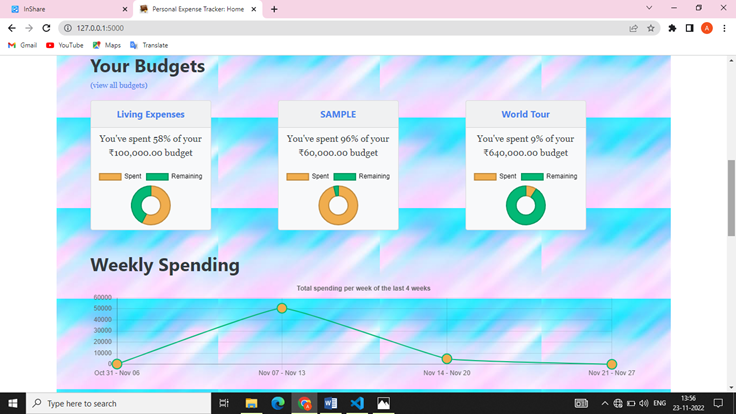 InShare
Personal Expense Tracker: Home
127.0.0.1:5000
A
Gmail YouTube Maps Translate
Your Budgets
(view all budgets)
Living Expenses
You've spent 58% of your
₹100,000.00 budget
Spent Remaining
SAMPLE
You've spent 96% of your
₹60,000.00 budget
Spent Remaining
World Tour
You've spent 9% of your
₹640,000.00 budget
Spent Remaining
Weekly Spending
Total spending per week of the last 4 weeks
60000
50000
40000
30000
20000
10000
0
Oct 31 - Nov 06 Nov 07 - Nov 13 Nov 14 - Nov 20 Nov 21 - Nov 27
Type here to search
ENG
13:56
23-11-2022